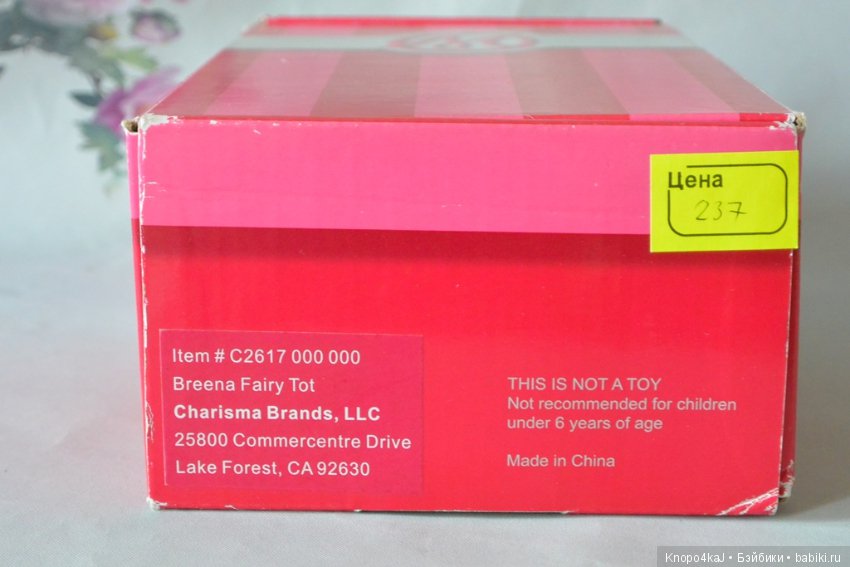 Цена
237
Item # C2617 000 000
Breena Fairy Tot
Charisma Brands, LLC
25800 Commercentre Drive
Lake Forest, CA 92630
THIS IS NOT A TOY
Not recommended for children
under 6 years of age
Made in China
Knopo4kaJ • Бэйбики • babiki.ru